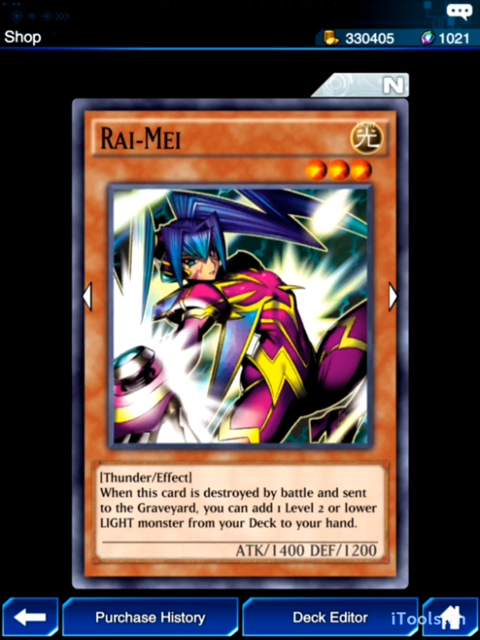 Shop
330405
1021
N
RAI-MEI
光
[Thunder/Effect]
When this card is destroyed by battle and sent
to the Graveyard, you can add 1 Level 2 or lower
LIGHT monster from your Deck to your hand.
ATK/1400 DEF/1200
Purchase History
Deck Editor
iTools